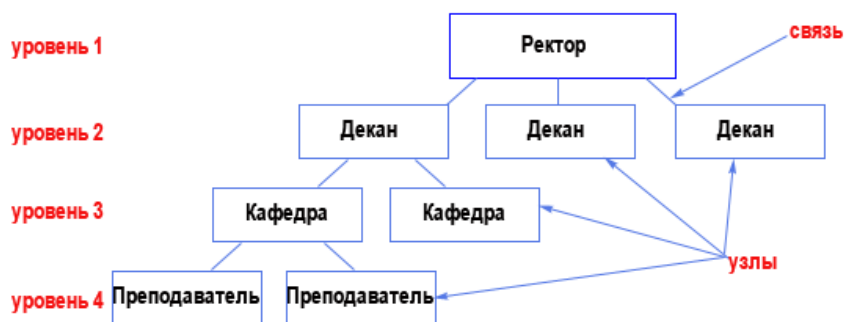 уровень 1
Ректор
связь
уровень 2
Декан
Декан
Декан
уровень 3
Кафедра
Кафедра
узлы
уровень 4
Преподаватель
Преподаватель